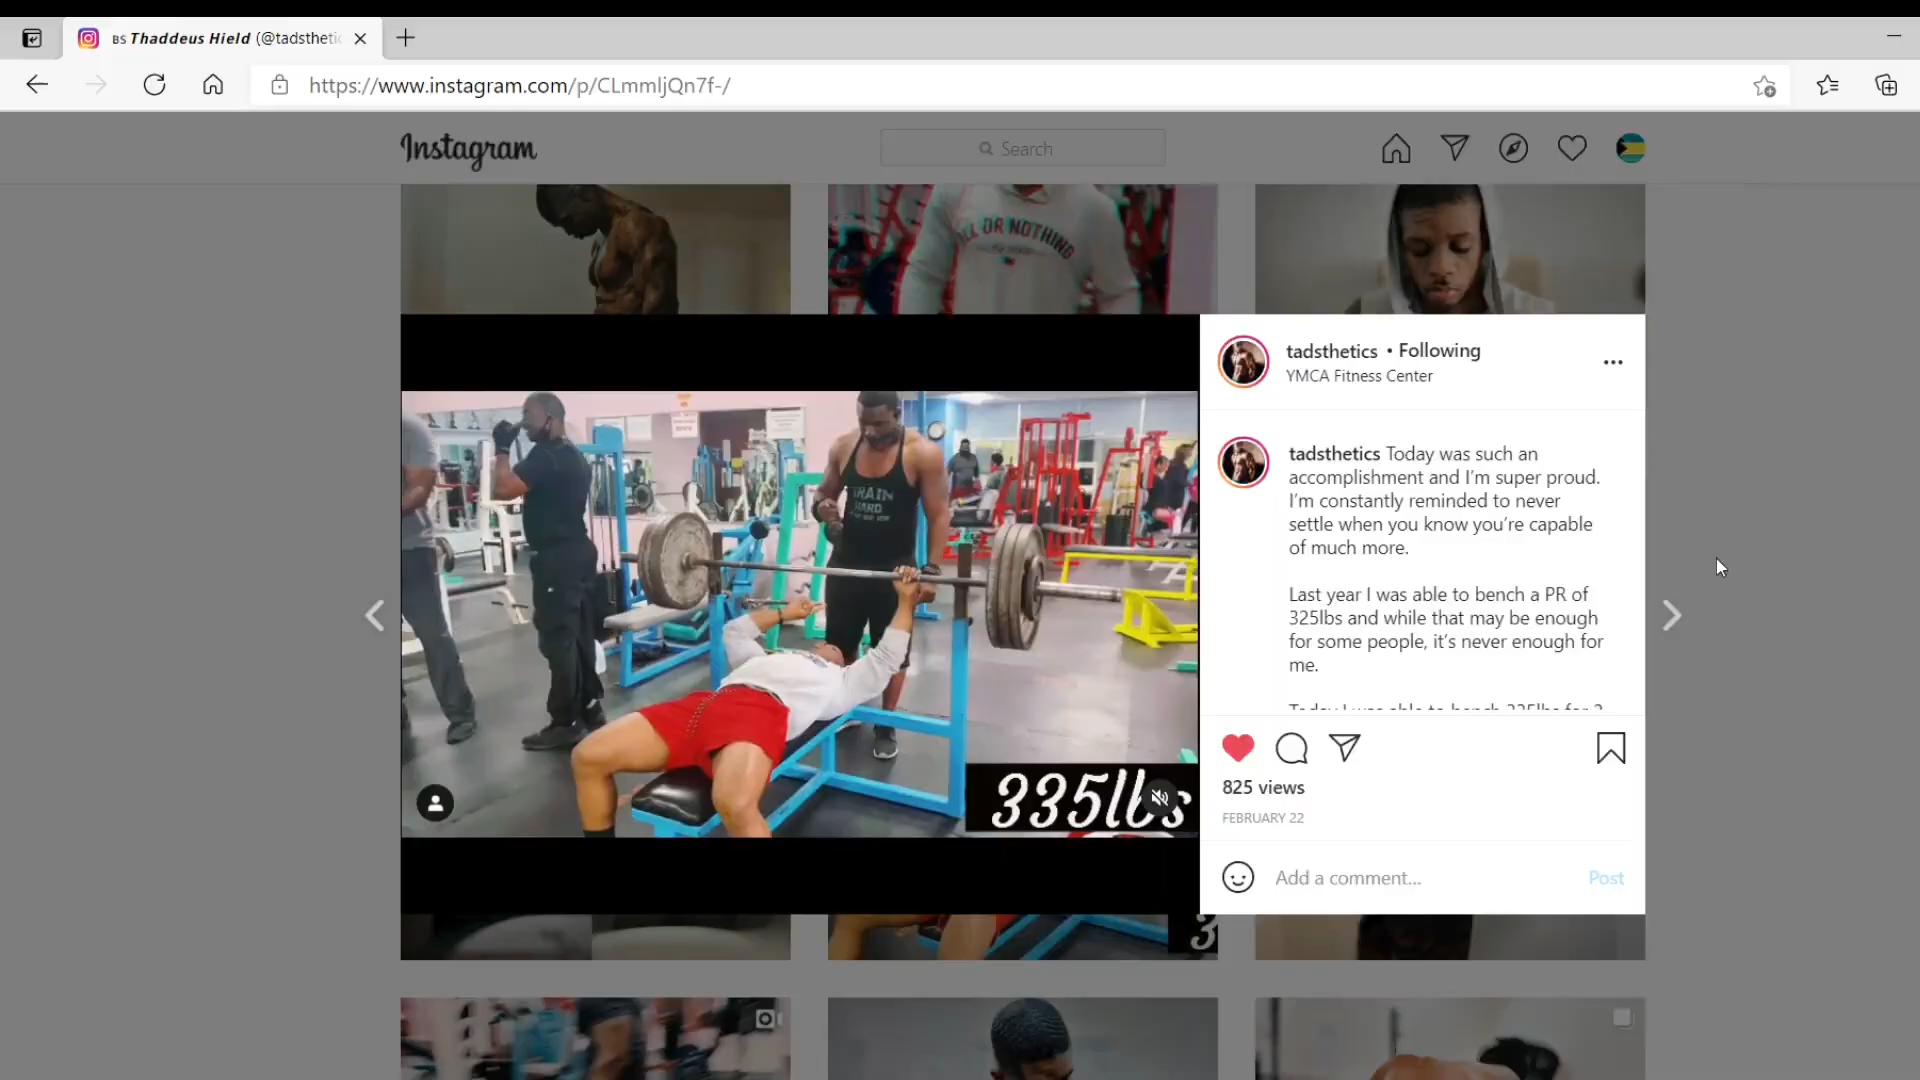 BS Thaddeus Hield (@tadstheti
https://www.instagram.com/p/CLmmljQn7f-/
Instagram
Search
OR NOTHING
tadsthetics • Following
YMCA Fitness Center
tadsthetics Today was such an
accomplishment and I'm super proud.
I'm constantly reminded to never
settle when you know you're capable
of much more.
Last year I was able to bench a PR of
325lbs and while that may be enough
for some people, it's never enough for
me.
TRAIN
HARD
335lbs
825 views
FEBRUARY 22
Add a comment...
Post
3